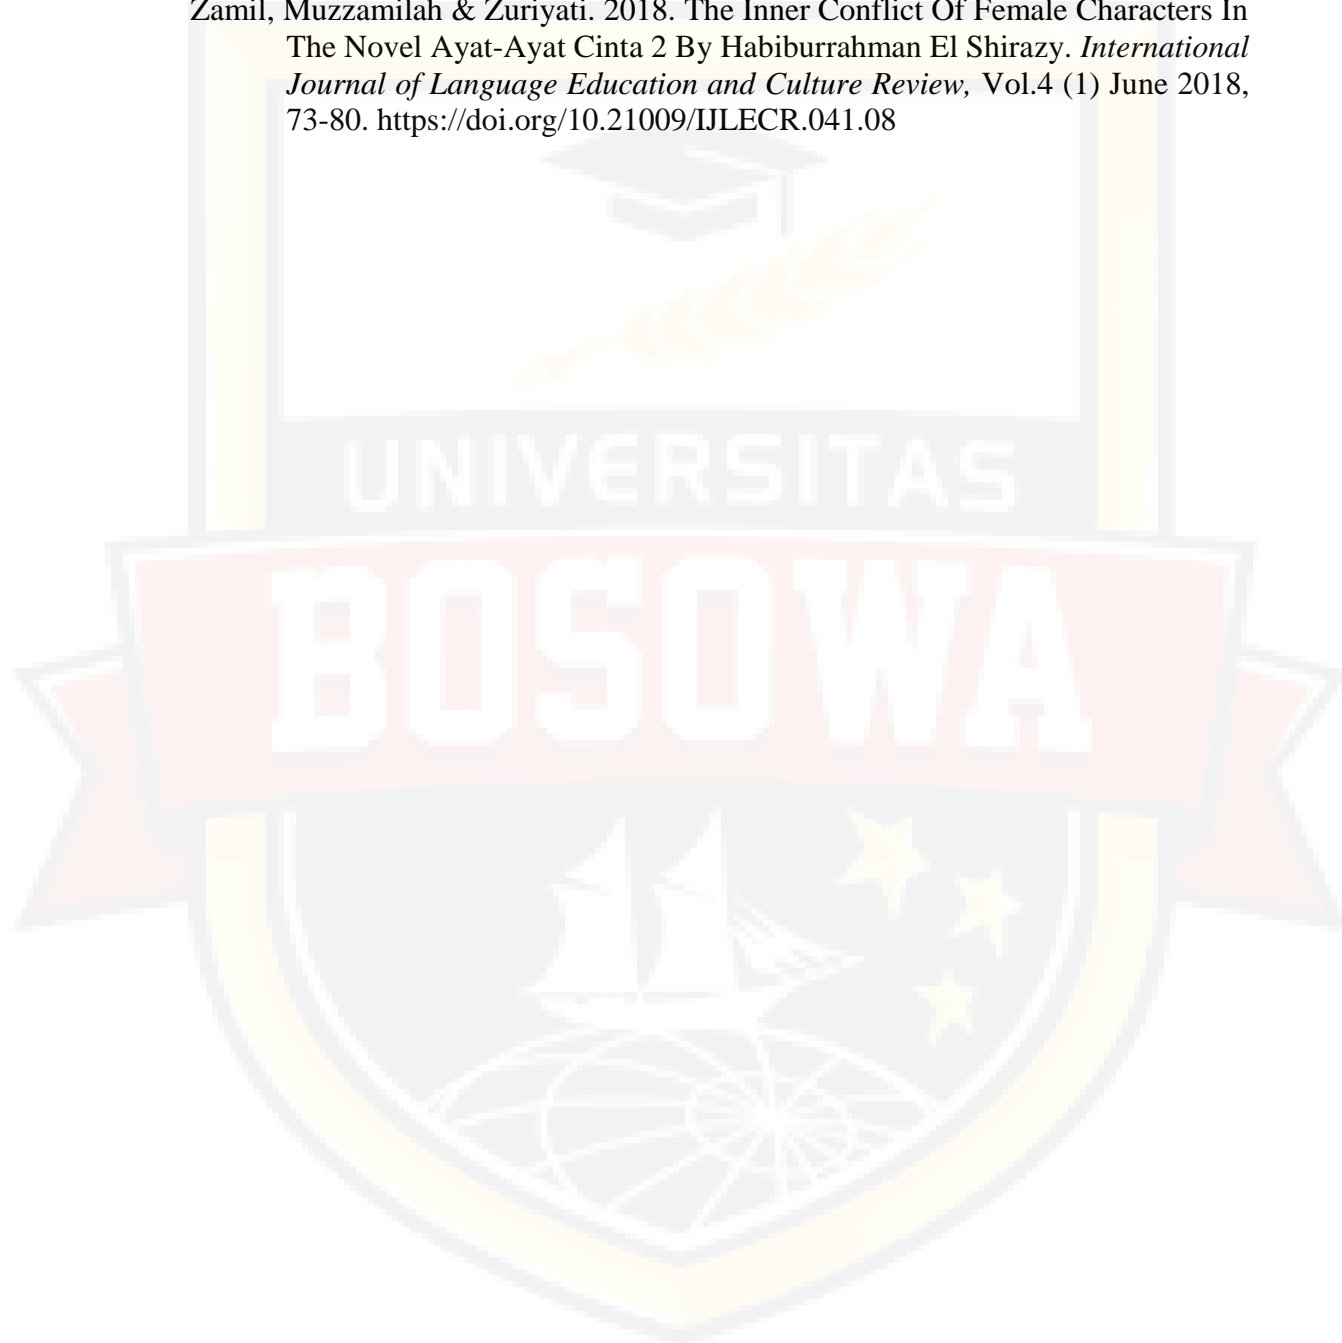 Zamil, Muzzamilah & Zuriyati. 2018. The Inner Conflict Of Female Characters In
The Novel Ayat-Ayat Cinta 2 By Habiburrahman El Shirazy. International
Journal of Language Education and Culture Review, Vol.4 (1) June 2018,
73-80. https://doi.org/10.21009/IJLECR.041.08
UNIVERSITAS
BOSOWA